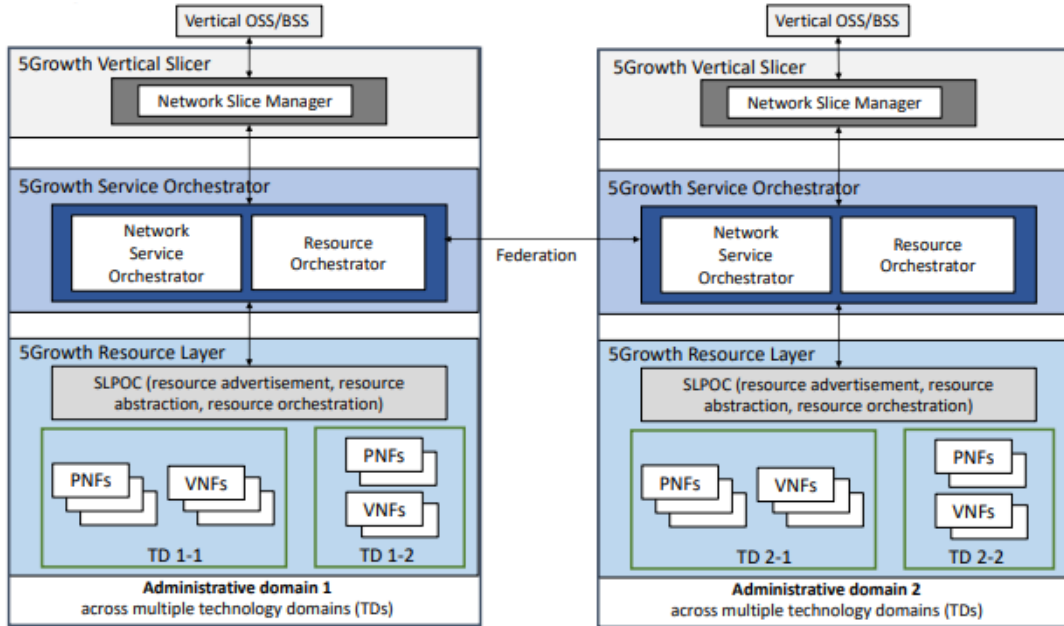 Vertical OSS/BSS
5Growth Vertical Slicer
Network Slice Manager
5Growth Service Orchestrator
Network
Service
Orchestrator
Resource
Orchestrator
5Growth Resource Layer
SLPOC (resource advertisement, resource
abstraction, resource orchestration)
PNFs
VNFs
TD 1-1
PNFs
VNFs
TD 1-2
Administrative domain 1
across multiple technology domains (TDs)
Federation
Vertical OSS/BSS
5Growth Vertical Slicer
Network Slice Manager
5Growth Service Orchestrator
Network
Service
Orchestrator
Resource
Orchestrator
5Growth Resource Layer
SLPOC (resource advertisement, resource
abstraction, resource orchestration)
PNFs
VNFs
TD 2-1
PNFs
VNFs
TD 2-2
Administrative domain 2
across multiple technology domains (TDs)